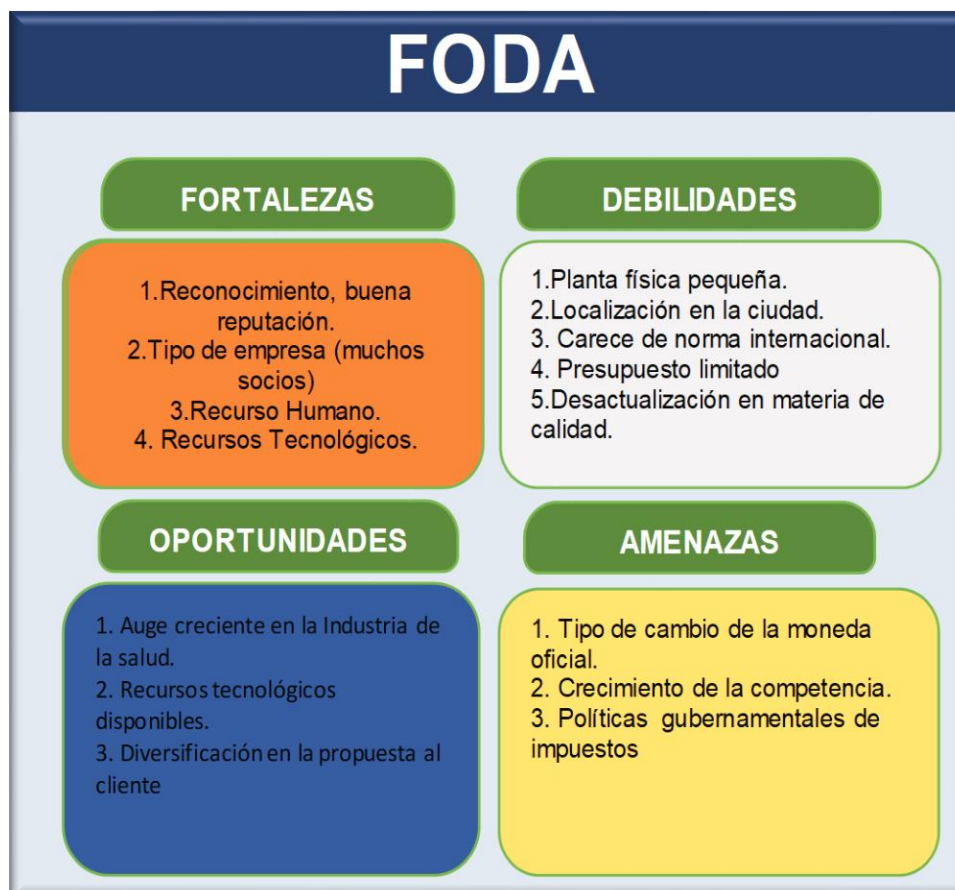 FODA
FORTALEZAS
1.Reconocimiento, buena
reputación.
2.Tipo de empresa (muchos
socios)
3.Recurso Humano.
4. Recursos Tecnológicos.
DEBILIDADES
1.Planta física pequeña.
2.Localización en la ciudad.
3. Carece de norma internacional.
4. Presupuesto limitado
5.Desactualización en materia de
calidad.
OPORTUNIDADES
1. Auge creciente en la Industria de
la salud.
2. Recursos tecnológicos
disponibles.
3. Diversificación en la propuesta al
cliente
AMENAZAS
1. Tipo de cambio de la moneda
oficial.
2. Crecimiento de la competencia.
3. Políticas gubernamentales de
impuestos